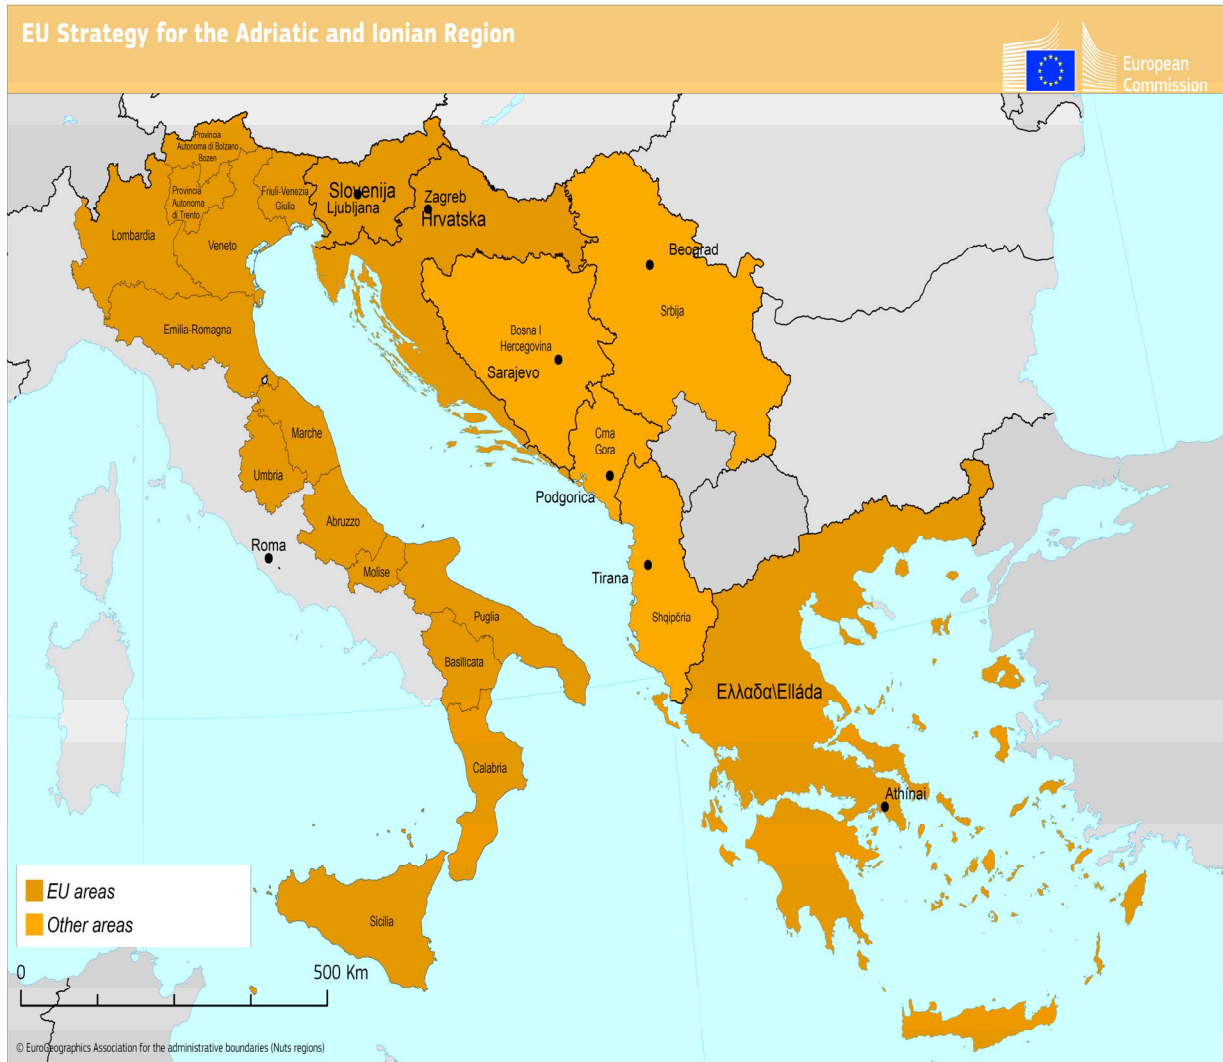 EU Strategy for the Adriatic and Ionian Region
European
Commission
Provincia
Autonoma di Bolzano
Bozen
Provincia
Autonoma
di Trento
Friuli-Venezia
Giulia
Slovenija
Ljubljana
Zagreb
Hrvatska
Lombardia
Veneto
Beograd
Emilia-Romagna
Srbija
Bosna I
Hercegovina
Sarajevo
Marche
Crna
Gora
Umbria
Podgorica
Abruzzo
Roma
Molise
Tirana
Puglia
Shqipöria
Basilicata
Ελλαδα\Elláda
Calabria
Athínai
EU areas
Other areas
Sicilia
0 500 Km
© EuroGeographics Association for the administrative boundaries (Nuts regions)